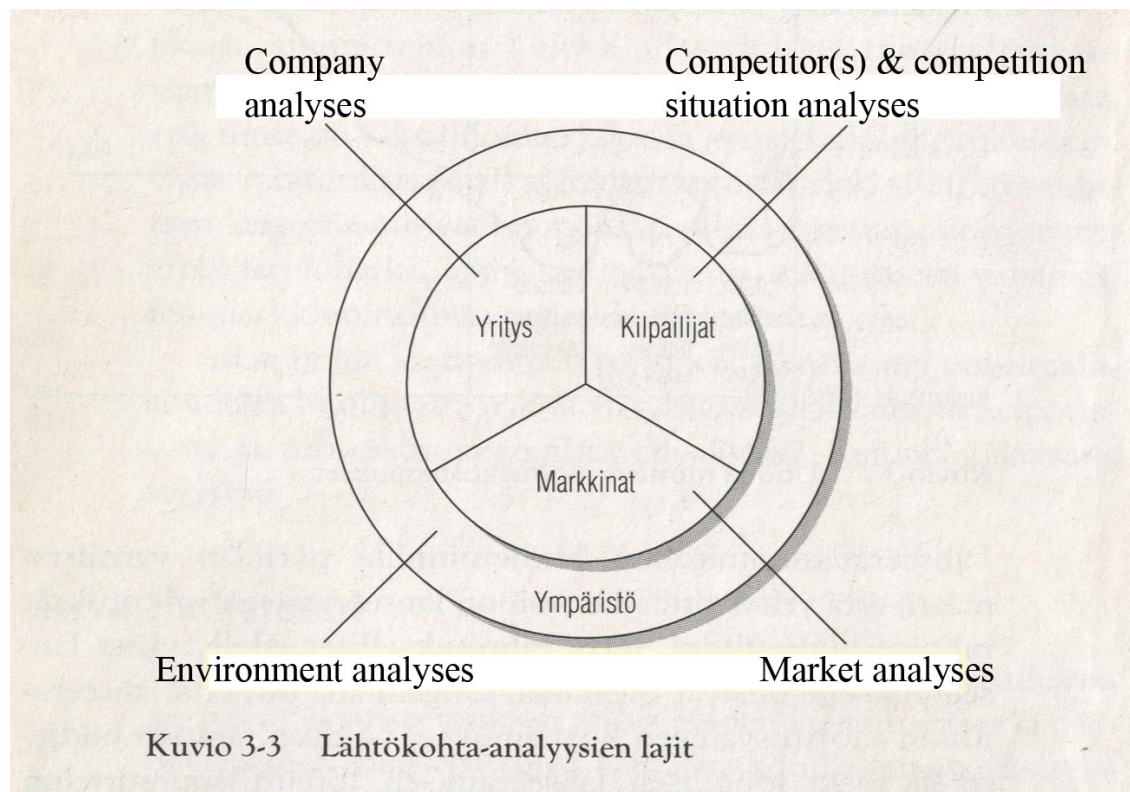 Company
analyses
Competitor(s) & competition
situation analyses
Yritys
Kilpailijat
Markkinat
Ympäristö
Environment analyses
Market analyses
Kuvio 3-3 Lähtökohta-analyysien lajit